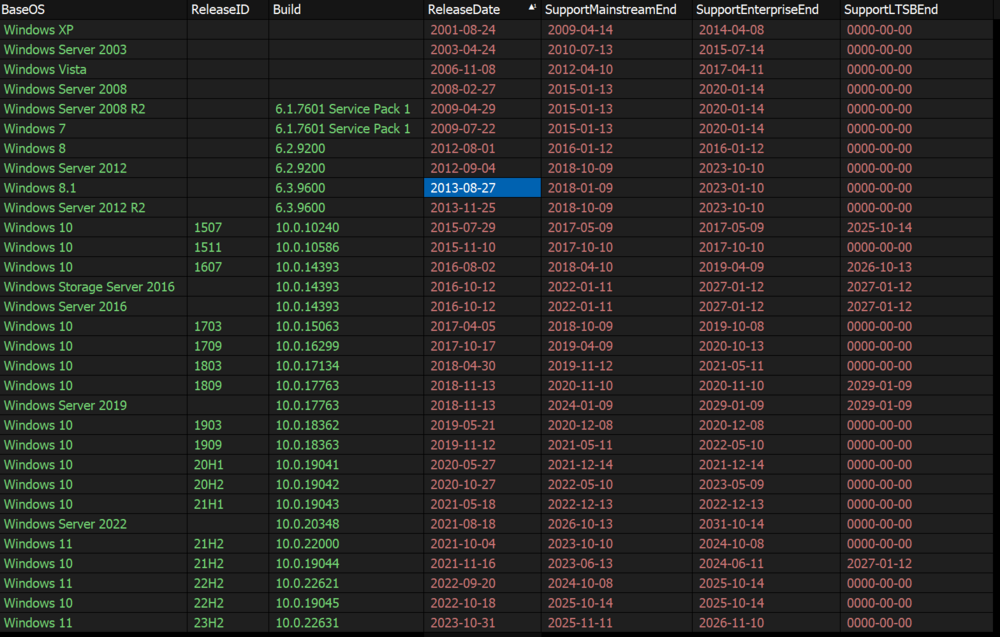 BaseOS ReleaseID Build ReleaseDate SupportMainstreamEnd SupportEnterpriseEnd SupportLTSBEnd
Windows XP 2001-08-24 2009-04-14 2014-04-08 0000-00-00
Windows Server 2003 2003-04-24 2010-07-13 2015-07-14 0000-00-00
Windows Vista 2006-11-08 2012-04-10 2017-04-11 0000-00-00
Windows Server 2008 2008-02-27 2015-01-13 2020-01-14 0000-00-00
Windows Server 2008 R2 6.1.7601 Service Pack 1 2009-04-29 2015-01-13 2020-01-14 0000-00-00
Windows 7 6.1.7601 Service Pack 1 2009-07-22 2015-01-13 2020-01-14 0000-00-00
Windows 8 6.2.9200 2012-08-01 2016-01-12 2016-01-12 0000-00-00
Windows Server 2012 6.2.9200 2012-09-04 2018-10-09 2023-10-10 0000-00-00
Windows 8.1 6.3.9600 2013-08-27 2018-01-09 2023-01-10 0000-00-00
Windows Server 2012 R2 6.3.9600 2013-11-25 2018-10-09 2023-10-10 0000-00-00
Windows 10 1507 10.0.10240 2015-07-29 2017-05-09 2017-05-09 2025-10-14
Windows 10 1511 10.0.10586 2015-11-10 2017-10-10 2017-10-10 0000-00-00
Windows 10 1607 10.0.14393 2016-08-02 2018-04-10 2019-04-09 2026-10-13
Windows Storage Server 2016 10.0.14393 2016-10-12 2022-01-11 2027-01-12 2027-01-12
Windows Server 2016 10.0.14393 2016-10-12 2022-01-11 2027-01-12 2027-01-12
Windows 10 1703 10.0.15063 2017-04-05 2018-10-09 2019-10-08 0000-00-00
Windows 10 1709 10.0.16299 2017-10-17 2019-04-09 2020-10-13 0000-00-00
Windows 10 1803 10.0.17134 2018-04-30 2019-11-12 2021-05-11 0000-00-00
Windows 10 1809 10.0.17763 2018-11-13 2020-11-10 2020-11-10 2029-01-09
Windows Server 2019 10.0.17763 2018-11-13 2024-01-09 2029-01-09 2029-01-09
Windows 10 1903 10.0.18362 2019-05-21 2020-12-08 2020-12-08 0000-00-00
Windows 10 1909 10.0.18363 2019-11-12 2021-05-11 2022-05-10 0000-00-00
Windows 10 20H1 10.0.19041 2020-05-27 2021-12-14 2021-12-14 0000-00-00
Windows 10 20H2 10.0.19042 2020-10-27 2022-05-10 2023-05-09 0000-00-00
Windows 10 21H1 10.0.19043 2021-05-18 2022-12-13 2022-12-13 0000-00-00
Windows Server 2022 10.0.20348 2021-08-18 2026-10-13 2031-10-14 0000-00-00
Windows 11 21H2 10.0.22000 2021-10-04 2023-10-10 2024-10-08 0000-00-00
Windows 10 21H2 10.0.19044 2021-11-16 2023-06-13 2024-06-11 2027-01-12
Windows 11 22H2 10.0.22621 2022-09-20 2024-10-08 2025-10-14 0000-00-00
Windows 10 22H2 10.0.19045 2022-10-18 2025-10-14 2025-10-14 0000-00-00
Windows 11 23H2 10.0.22631 2023-10-31 2025-11-11 2026-11-10 0000-00-00